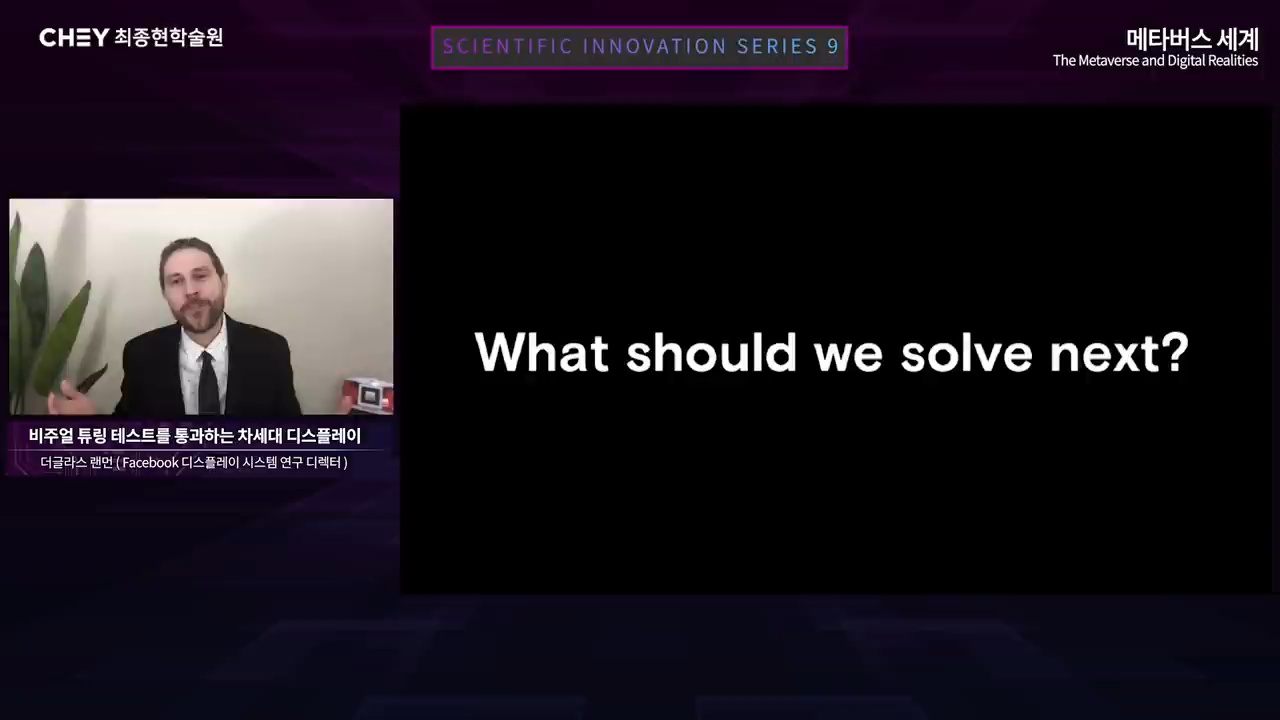 CHEY 최종현학술원
SCIENTIFIC INNOVATION SERIES 9
메타버스 세계
The Metaverse and Digital Realities
What should we solve next?
비주얼 튜링 테스트를 통과하는 차세대 디스플레이
더글라스 랜먼 ( Facebook 디스플레이 시스템 연구 디렉터 )